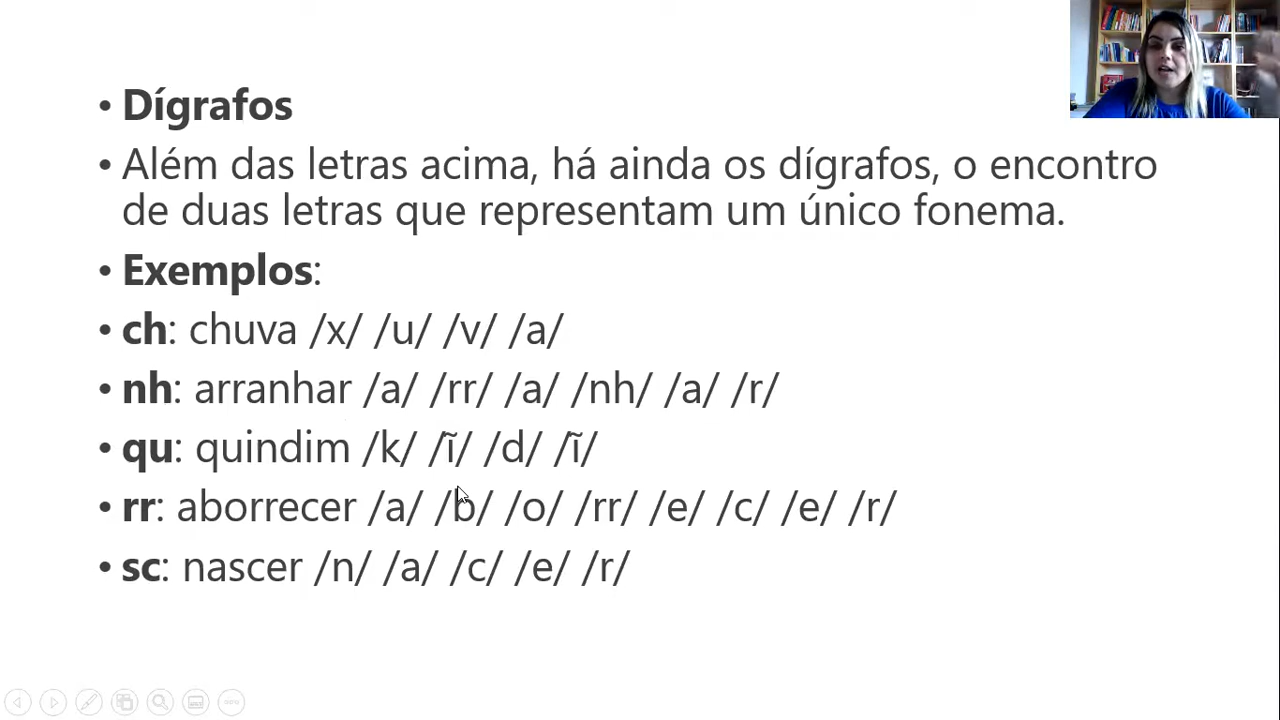 • Dígrafos
• Além das letras acima, há ainda os dígrafos, o encontro
de duas letras que representam um único fonema.
• Exemplos:
• ch: chuva /x/ /u/ /v/ /a/
• nh: arranhar /a/ /rr/ /a/ /nh/ /a/ /r/
• qu: quindim /k/ /ĩ/ /d/ /ĩ/
• rr: aborrecer /a/ /b/ /o/ /rr/ /e/ /c/ /e/ /r/
• sc: nascer /n/ /a/ /c/ /e/ /r/